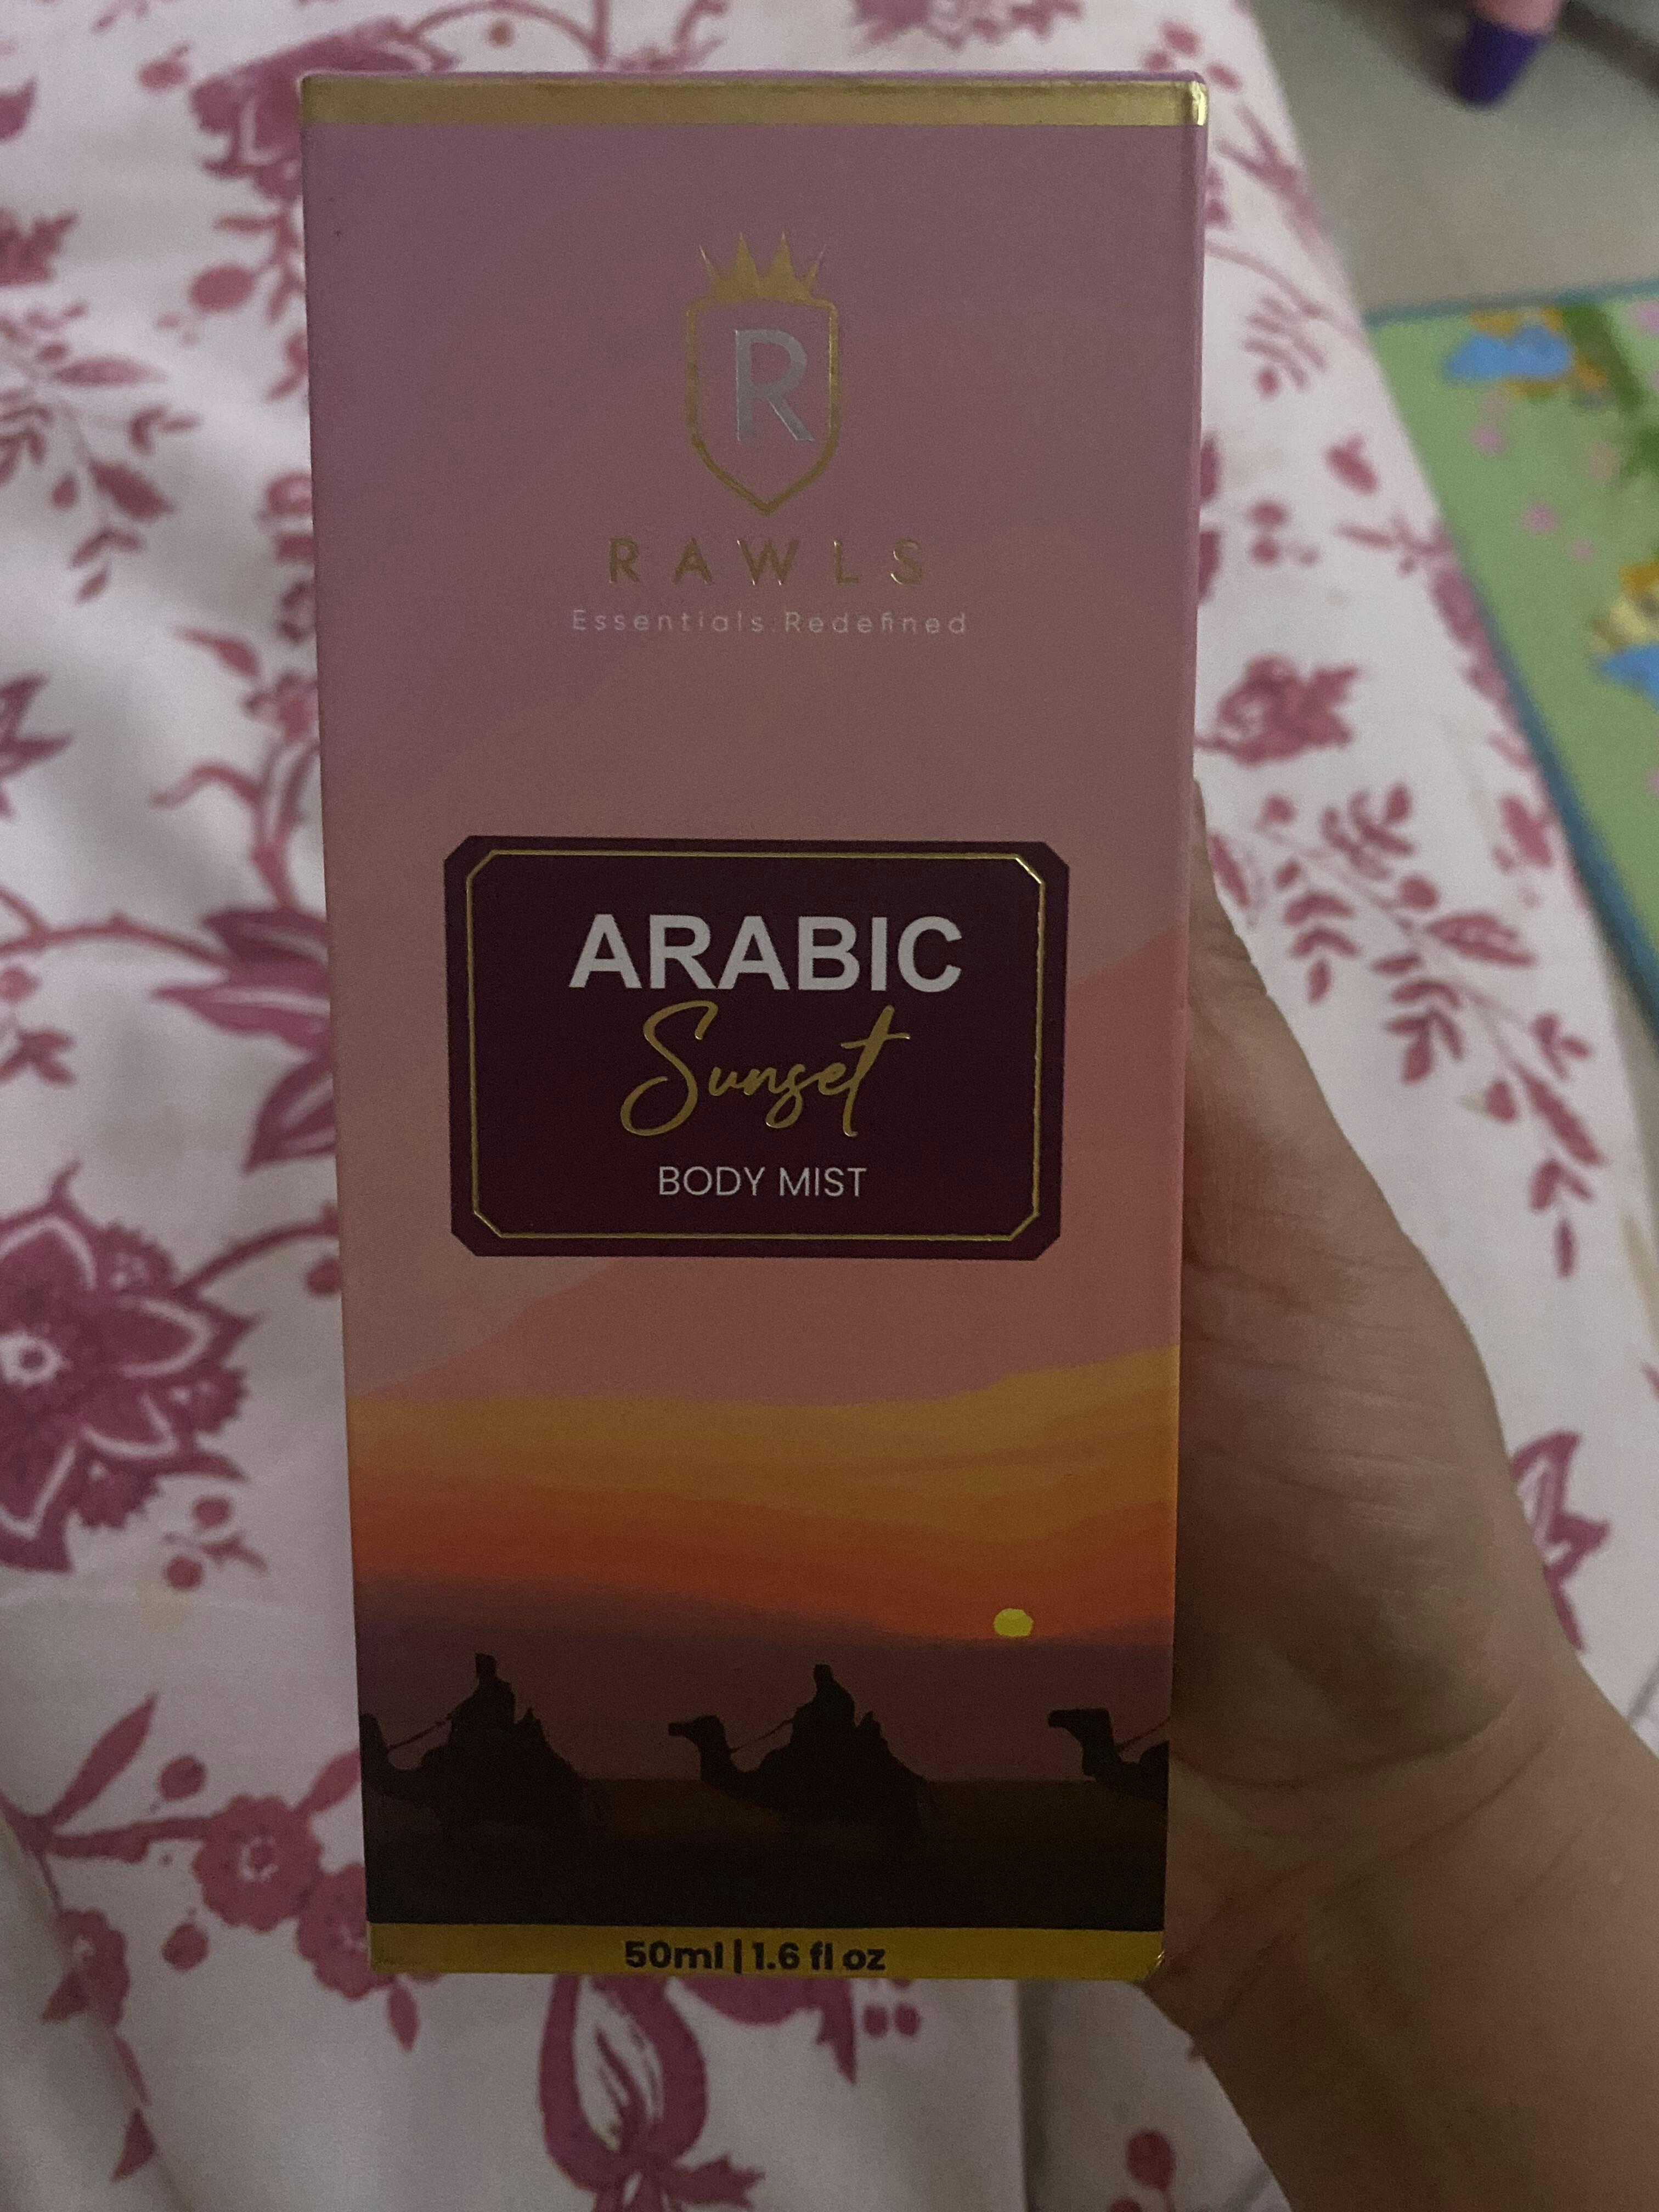 R
RAWLS
Essentials.Redefined
ARABIC
Sunset
BODY MIST
50ml | 1.6 fl oz